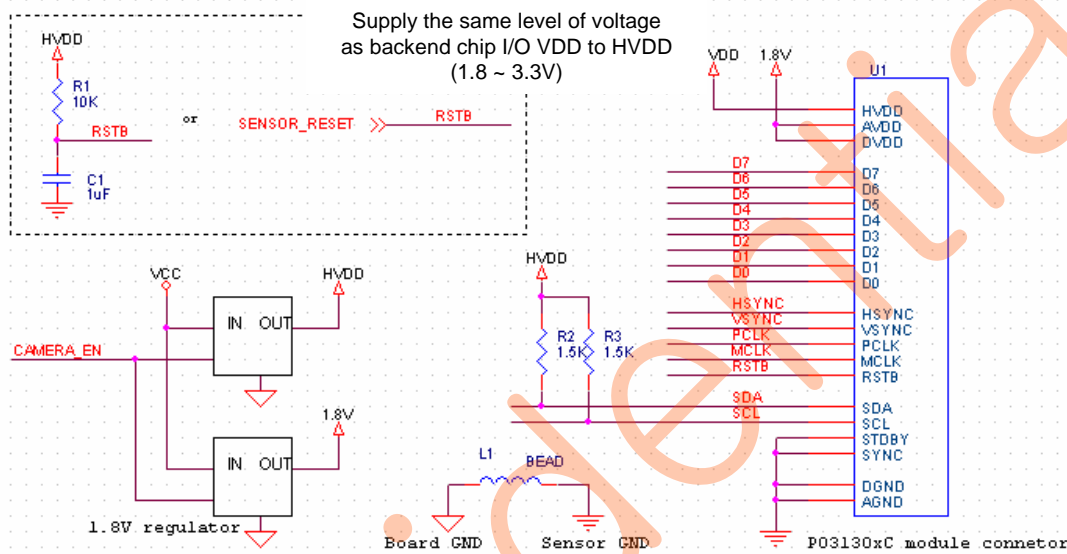 Supply the same level of voltage
as backend chip I/O VDD to HVDD
(1.8 ~ 3.3V)
HVDD
R1
10K
RSTB
or
SENSOR_RESET
RSTB
C1
1uF
VCC
HVDD
IN OUT
CAMERA_EN
1.8V
IN OUT
1.8V regulator
HVDD
R2
1.5K
R3
1.5K
SDA
SCL
L1
BEAD
Board GND
Sensor GND
VDD
1.8V
U1
HVDD
AVDD
DVDD
D7 D7
D6 D6
D5 D5
D4 D4
D3 D3
D2 D2
D1 D1
D0 D0
HSYNC HSYNC
VSYNC VSYNC
PCLK PCLK
MCLK MCLK
RSTB RSTB
SDA
SCL
STDBY
SYNC
DGND
AGND
PO3130xC module connetor
dentia